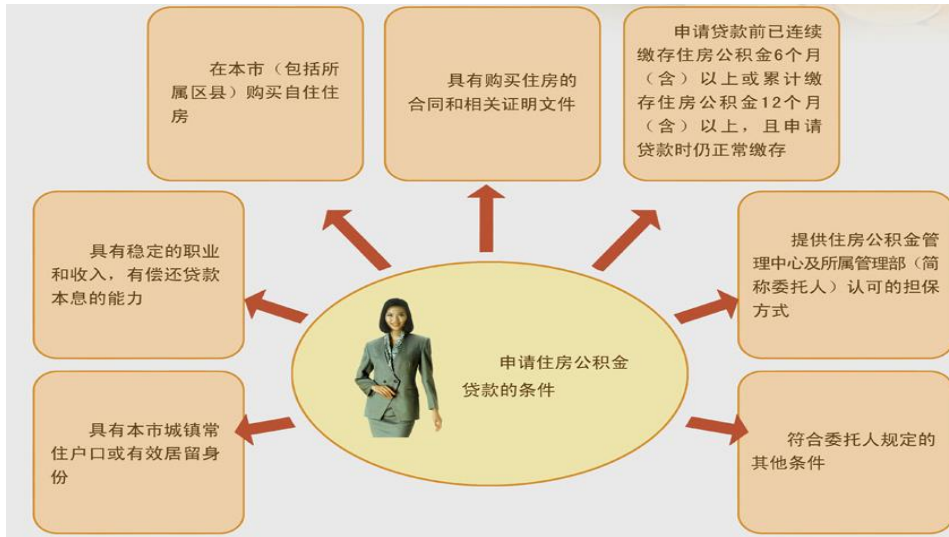 在本市（包括所
属区县）购买自住住
房
具有购买住房的
合同和相关证明文件
申请贷款前已连续
缴存住房公积金6个月
（含）以上或累计缴
存住房公积金12个月
（含）以上，且申请
贷款时仍正常缴存
具有稳定的职业
和收入，有偿还贷款
本息的能力
提供住房公积金管
理中心及所属管理部（简
称委托人）认可的担保
方式
申请住房公积金
贷款的条件
具有本市城镇常
住户口或有效居留身
份
符合委托人规定的
其他条件